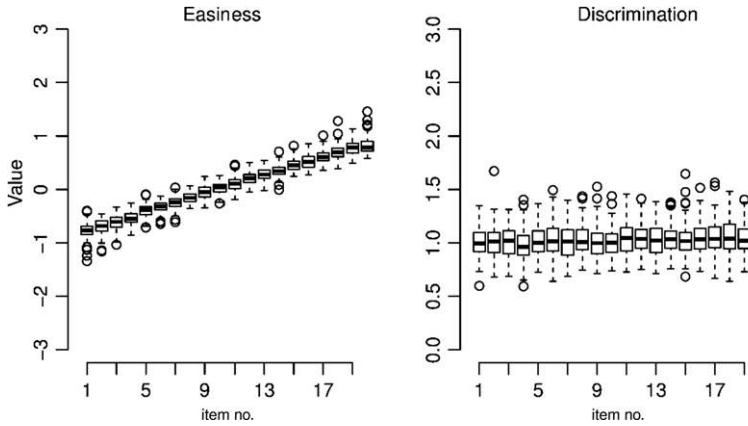 Easiness
Value
3
2
1
0
-1
-2
-3
1 5 9 13 17
item no.
Discrimination
3.0
2.5
2.0
1.5
1.0
0.5
0.0
1 5 9 13 17
item no.